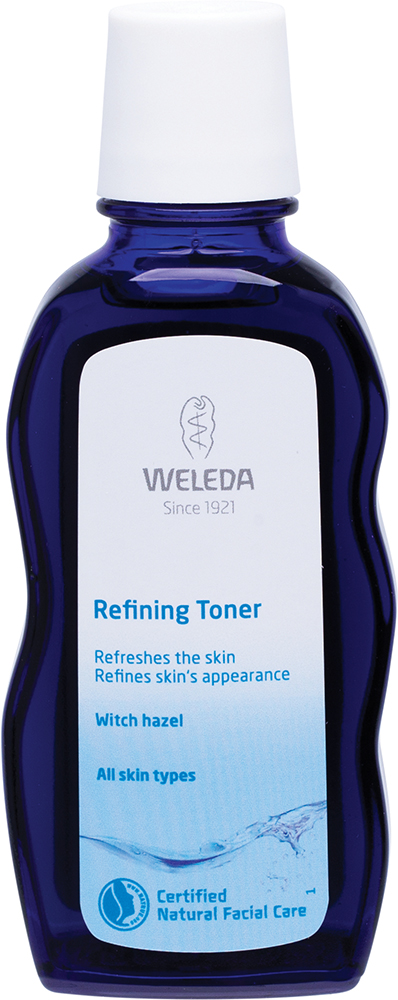 WELEDA
Since 1921
Refining Toner
Refreshes the skin
Refines skin's appearance
Witch hazel
All skin types
Certified
Natural Facial Care
1